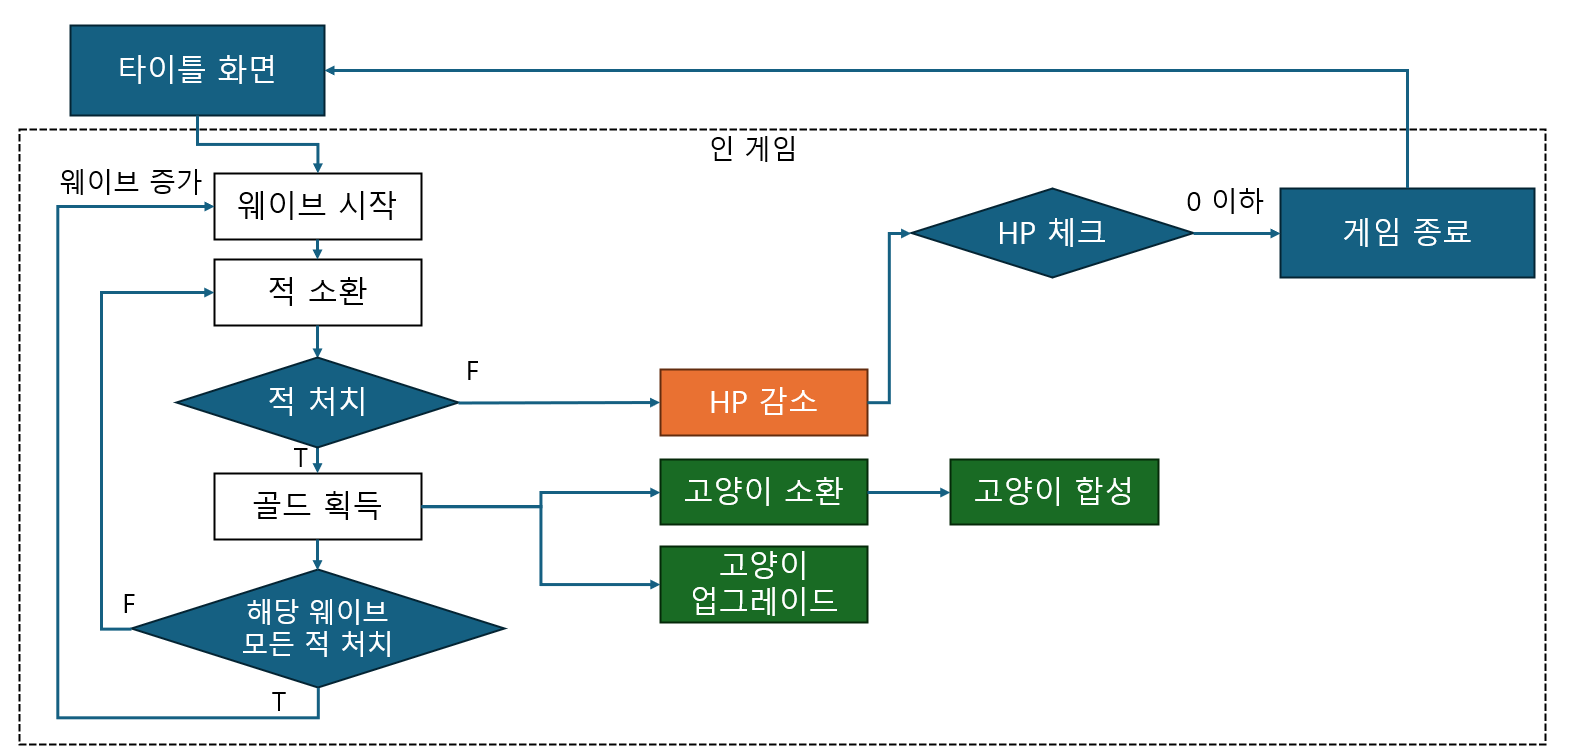 타이틀 화면
인 게임
웨이브 증가
웨이브 시작
HP 체크
0 이하
게임 종료
적 소환
적 처치
F
HP 감소
T
골드 획득
고양이 소환
고양이 합성
고양이
업그레이드
F
해당 웨이브
모든 적 처치
T